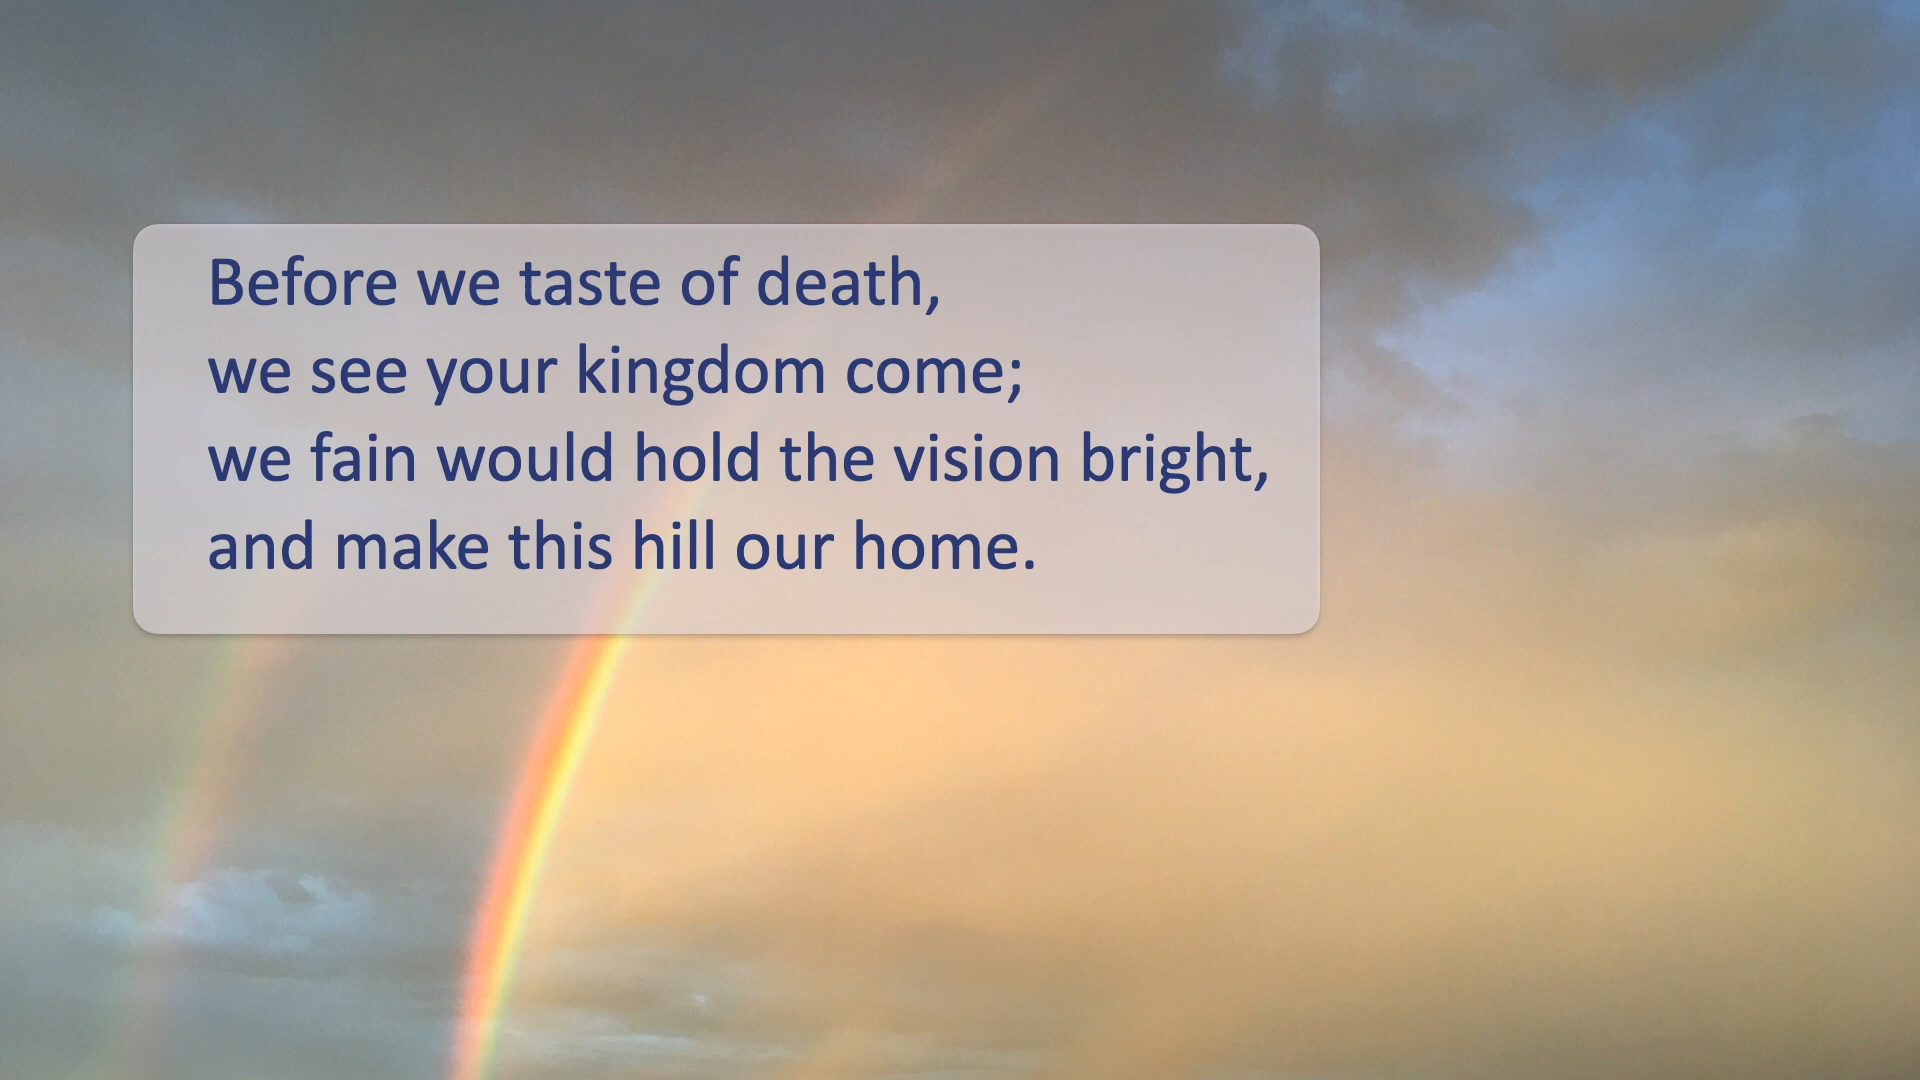 Before we taste of death,
we see your kingdom come;
we fain would hold the vision bright,
and make this hill our home.